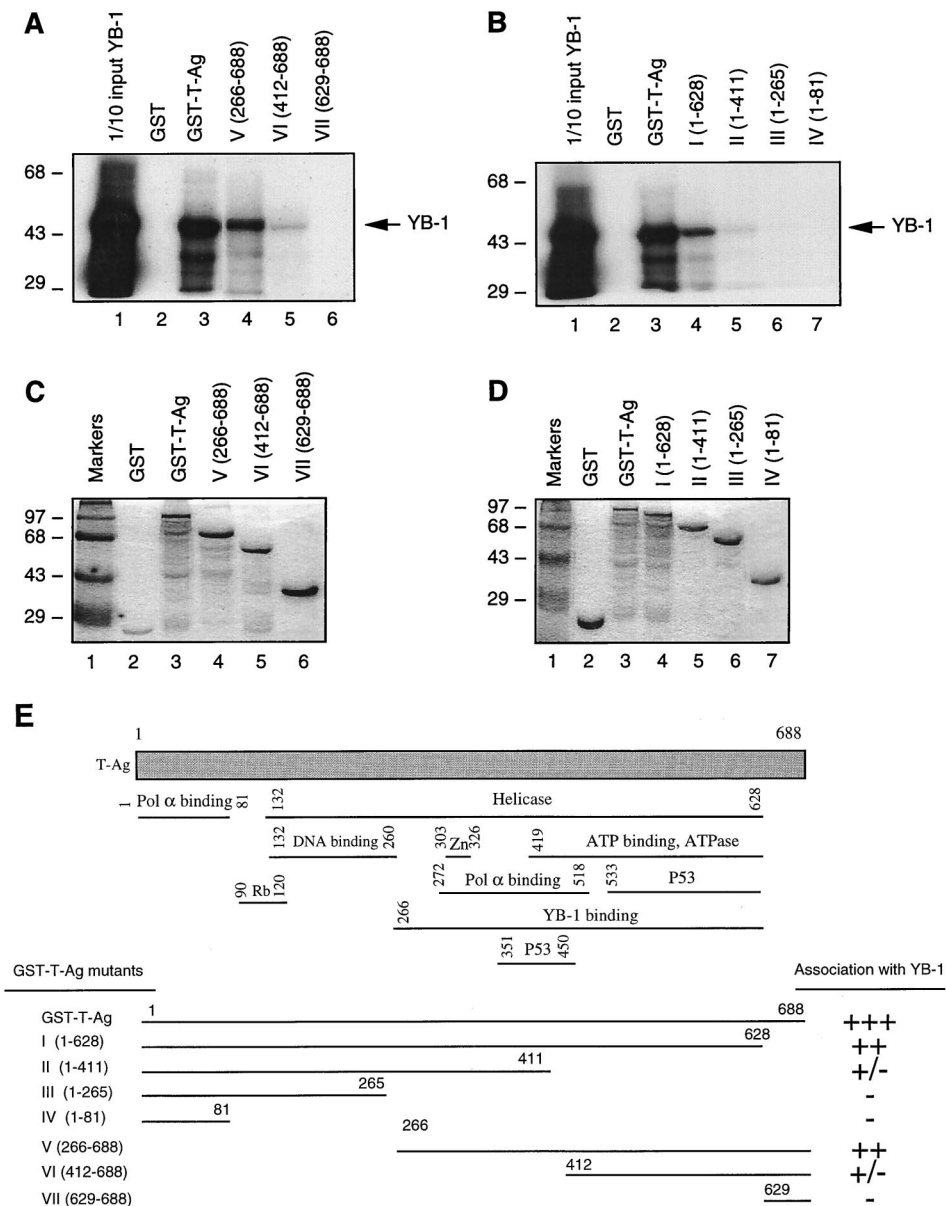 A
1/10 input YB-1
GST
GST-T-Ag
V (266-688)
VI (412-688)
VII (629-688)
68
43
29
YB-1
1 2 3 4 5 6
B
1/10 input YB-1
GST
GST-T-Ag
I (1-628)
II (1-411)
III (1-265)
IV (1-81)
68
43
29
YB-1
1 2 3 4 5 6 7
C
Markers
GST
GST-T-Ag
V (266-688)
VI (412-688)
VII (629-688)
97
68
43
29
1 2 3 4 5 6
D
Markers
GST
GST-T-Ag
I (1-628)
II (1-411)
III (1-265)
IV (1-81)
97
68
43
29
1 2 3 4 5 6 7
E
1 688
T-Ag
1 Pol α binding 81 132 Helicase 628
132 DNA binding 260 303 Zn 326 419 ATP binding, ATPase
90 Rb 120 272 Pol α binding 518 533 P53
266 YB-1 binding
351 P53 450
GST-T-Ag mutants Association with YB-1
GST-T-Ag 1 688 +++
I (1-628) 628 ++
II (1-411) 411 +/-
III (1-265) 265 -
IV (1-81) 81 -
V (266-688) 266 ++
VI (412-688) 412 +/-
VII (629-688) 629 -